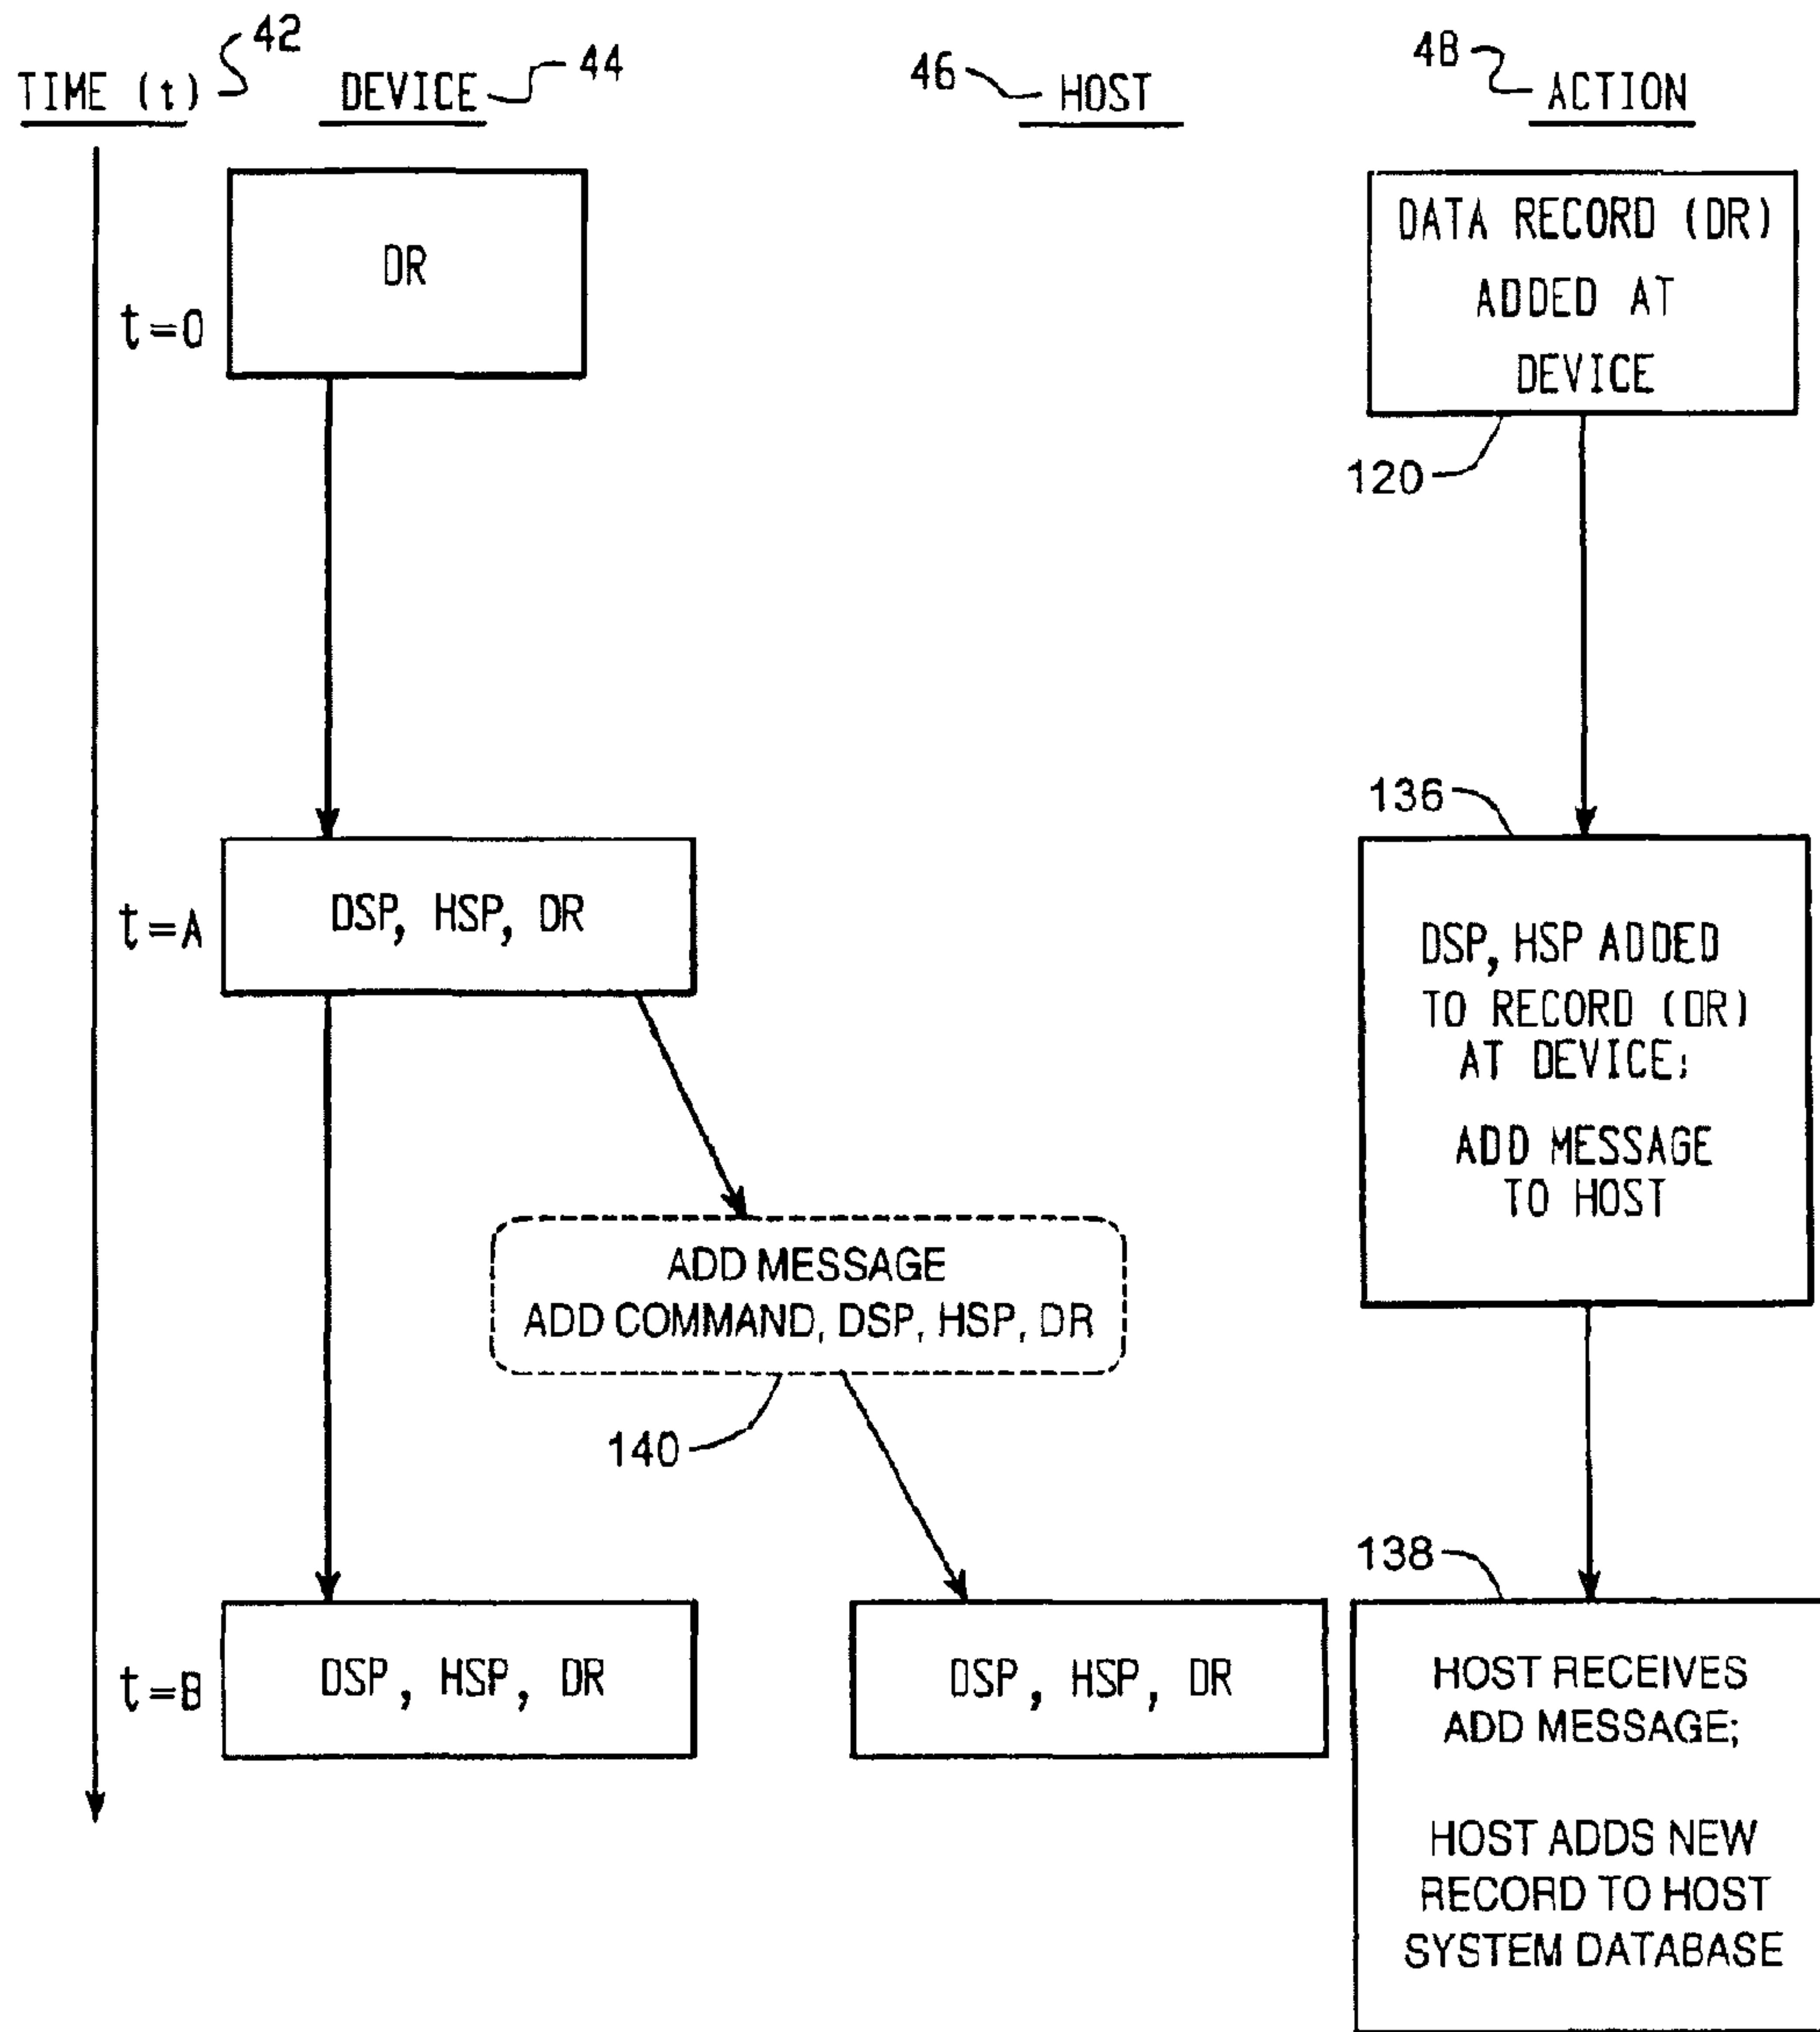 42
44
46
48
TIME (t)
DEVICE
HOST
ACTION
DR
t=0
DATA RECORD (DR)
ADDED AT
DEVICE
120
136
t=A
DSP, HSP, DR
DSP, HSP ADDED
TO RECORD (DR)
AT DEVICE;
ADD MESSAGE
TO HOST
ADD MESSAGE
ADD COMMAND, DSP, HSP, DR
140
138
t=B
DSP, HSP, DR
DSP, HSP, DR
HOST RECEIVES
ADD MESSAGE;
HOST ADDS NEW
RECORD TO HOST
SYSTEM DATABASE